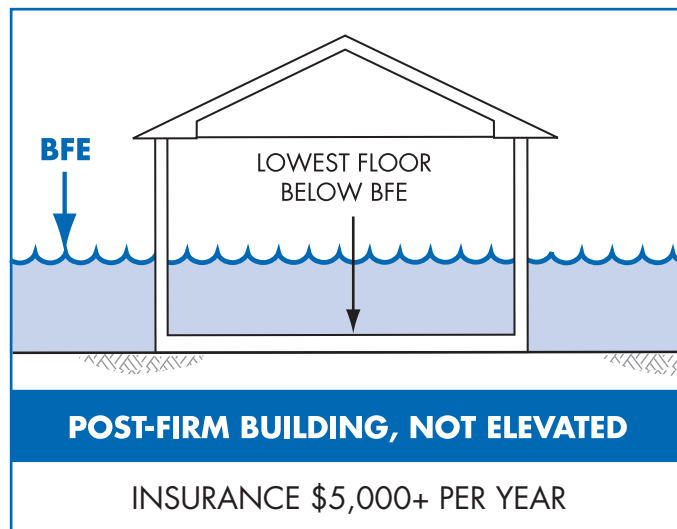 BFE
LOWEST FLOOR
BELOW BFE
POST-FIRM BUILDING, NOT ELEVATED
INSURANCE $5,000+ PER YEAR